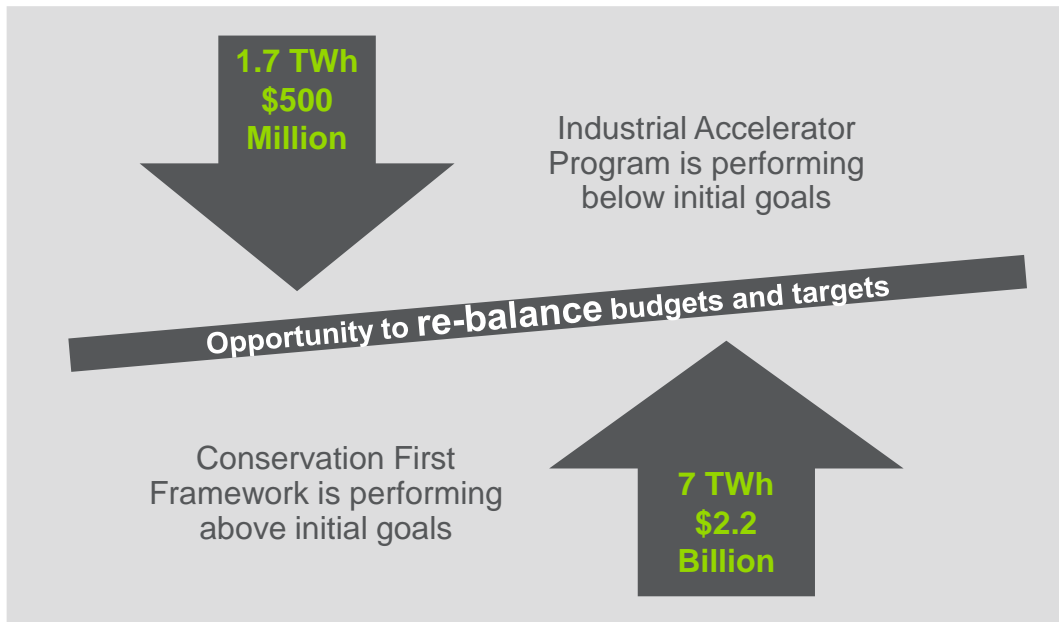 1.7 TWh
$500
Million
Industrial Accelerator
Program is performing
below initial goals
Opportunity to re-balance budgets and targets
Conservation First
Framework is performing
above initial goals
7 TWh
$2.2
Billion